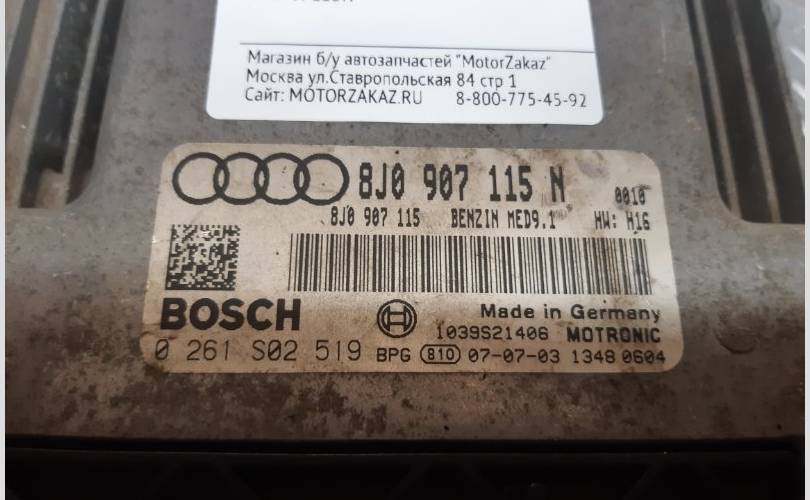 Магазин б/у автозапчастей "MotorZakaz"
Москва ул.Ставропольская 84 стр 1
Сайт: MOTORZAKAZ.RU 8-800-775-45-92
8J0 907 115 N 0010
8J0 907 115 BENZIN MED9.1 HW: H16
BOSCH Made in Germany
1039S21406 MOTRONIC
0 261 S02 519 BPG 810 07-07-03 1348 0604